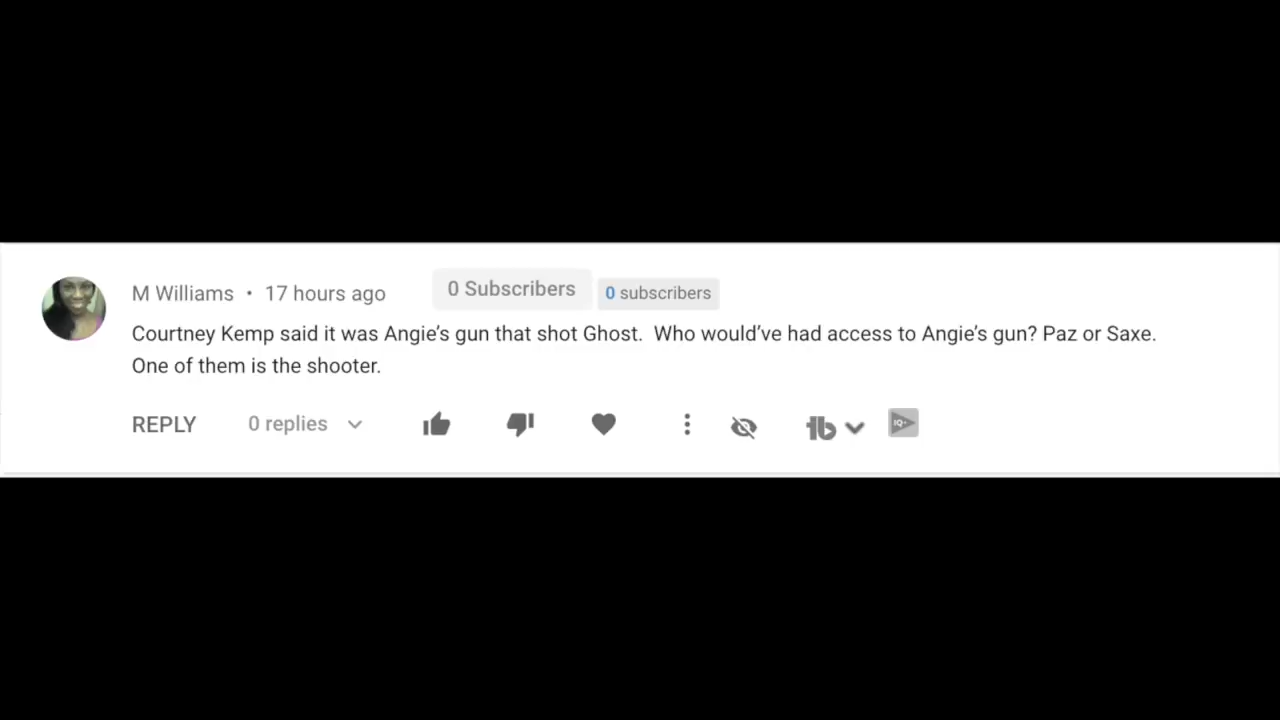 M Williams • 17 hours ago 0 Subscribers 0 subscribers
Courtney Kemp said it was Angie’s gun that shot Ghost.  Who would’ve had access to Angie’s gun? Paz or Saxe.
One of them is the shooter.
REPLY 0 replies tb IQ+